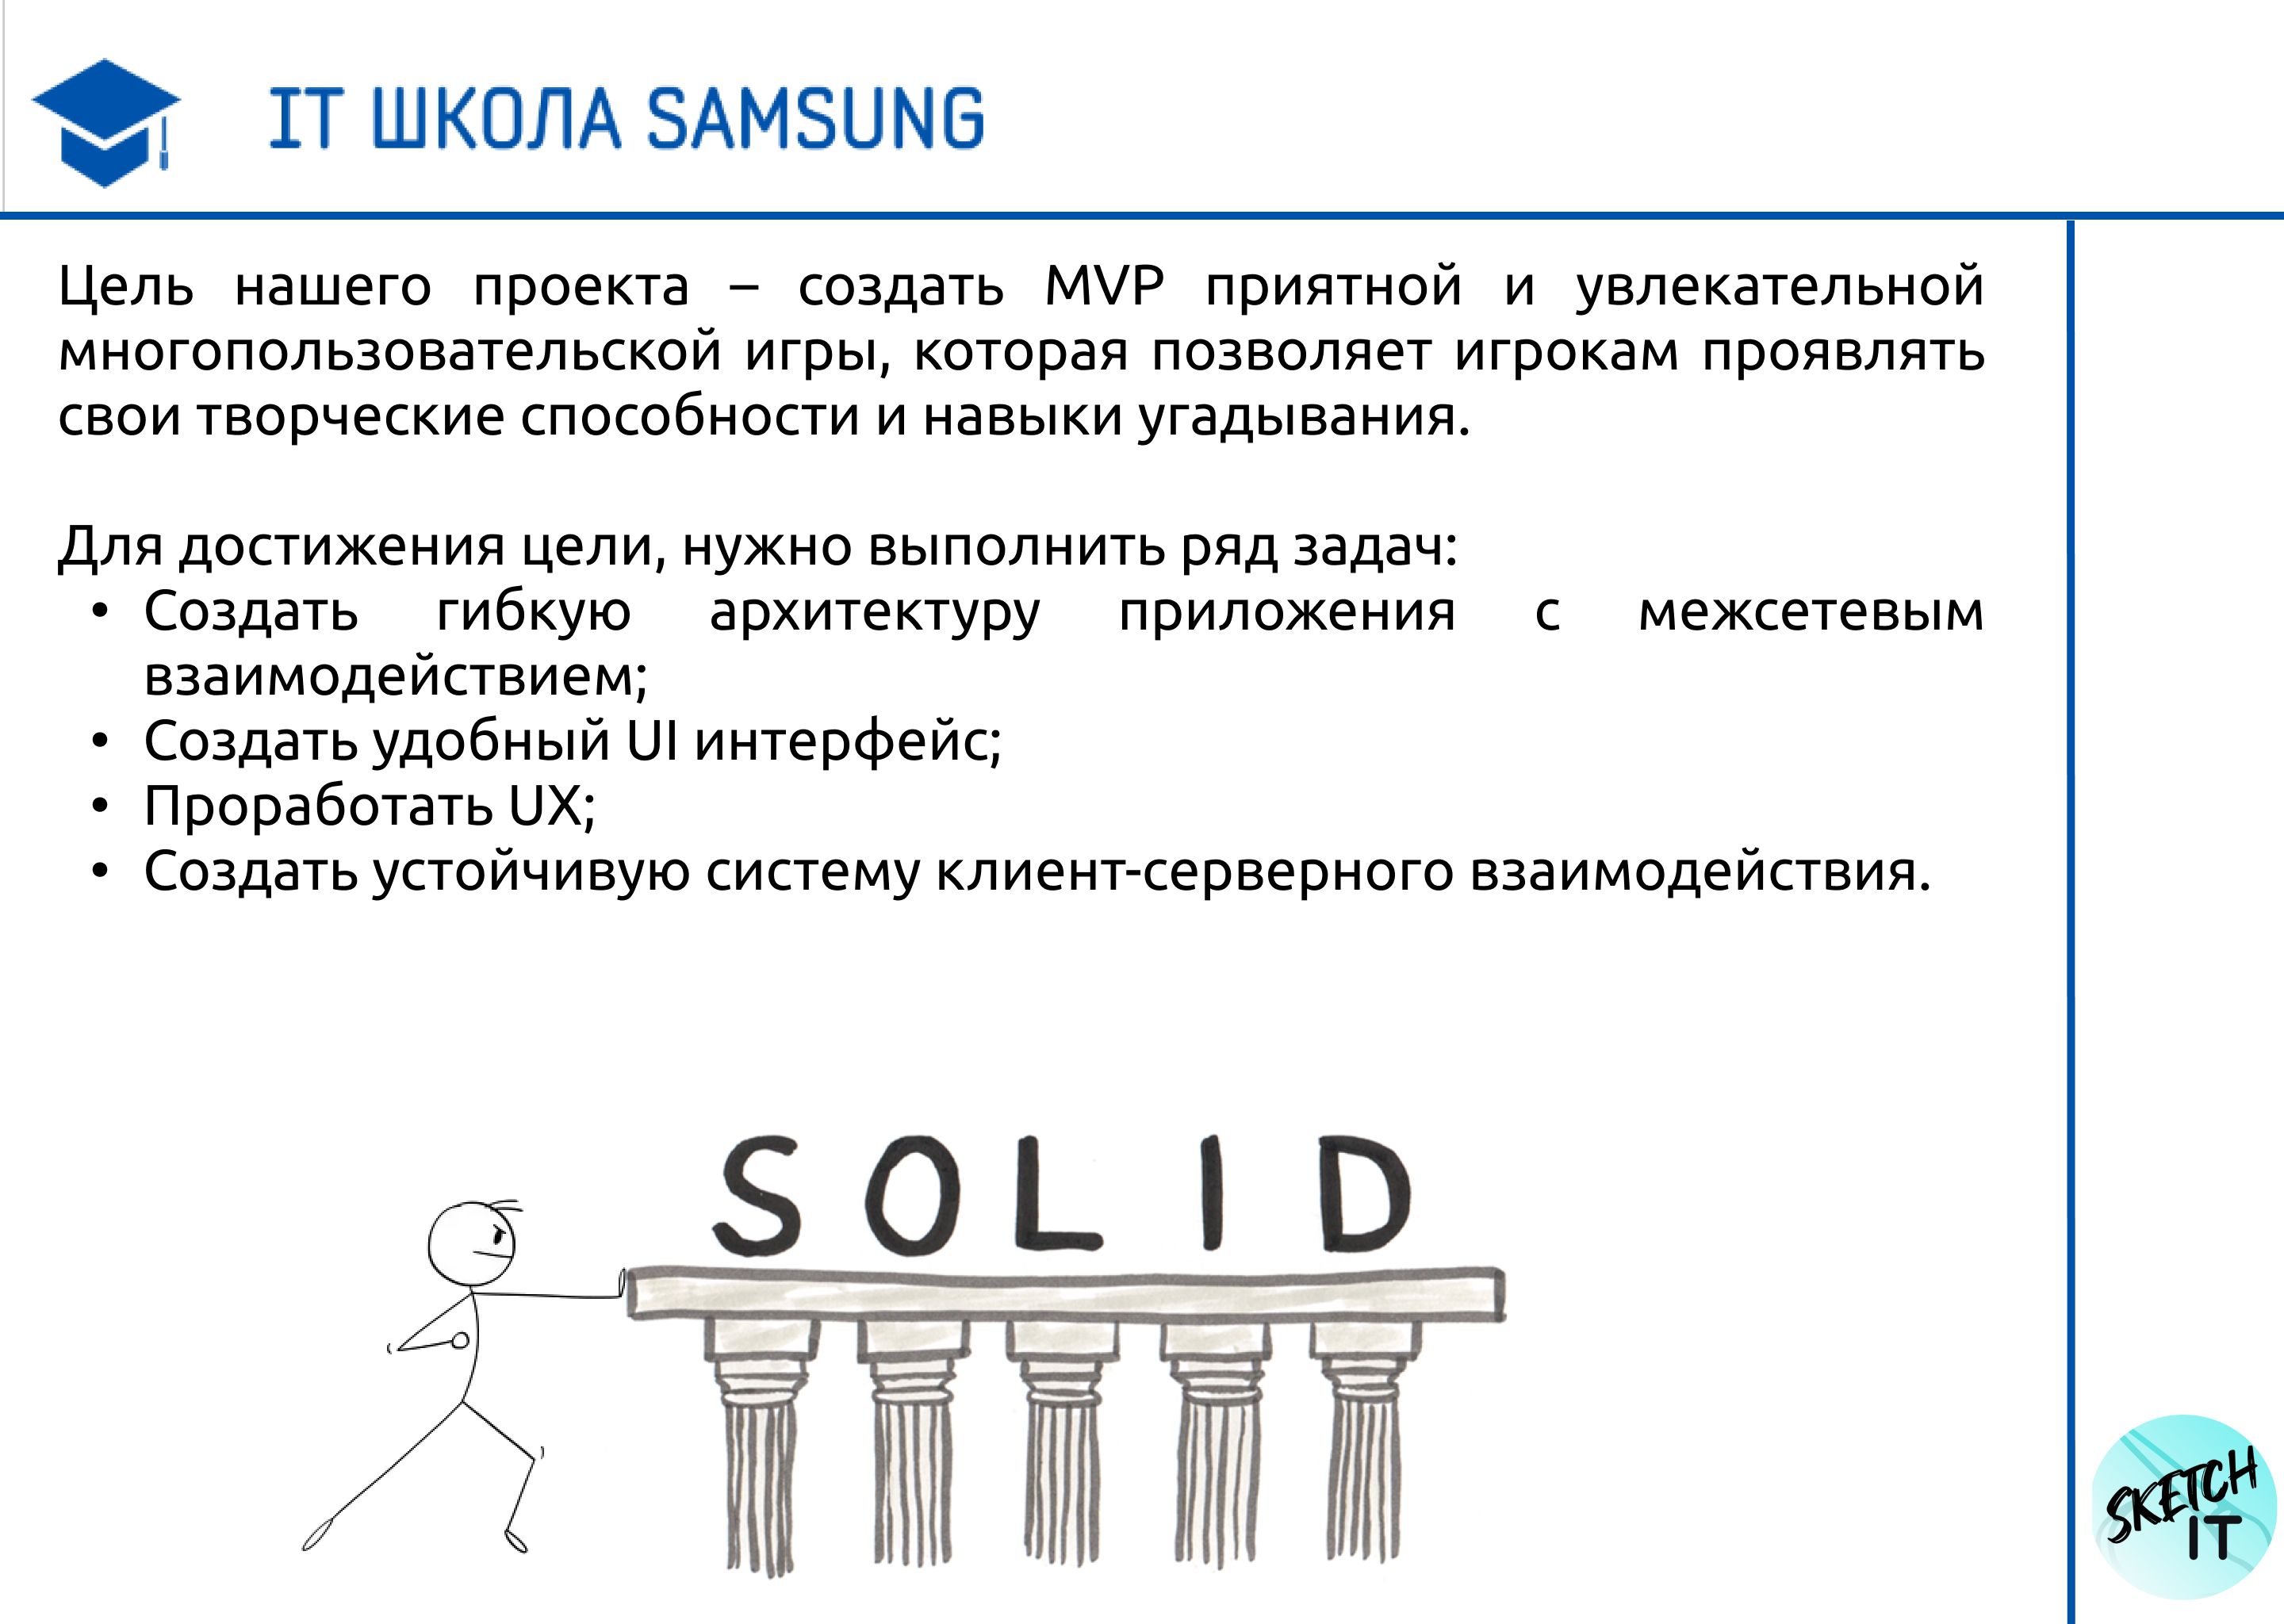 IT ШКОЛА SAMSUNG
Цель нашего проекта – создать MVP приятной и увлекательной
многопользовательской игры, которая позволяет игрокам проявлять
свои творческие способности и навыки угадывания.
Для достижения цели, нужно выполнить ряд задач:
• Создать гибкую архитектуру приложения с межсетевым
взаимодействием;
• Создать удобный UI интерфейс;
• Проработать UX;
• Создать устойчивую систему клиент-серверного взаимодействия.
SOLID
SKETCH
IT